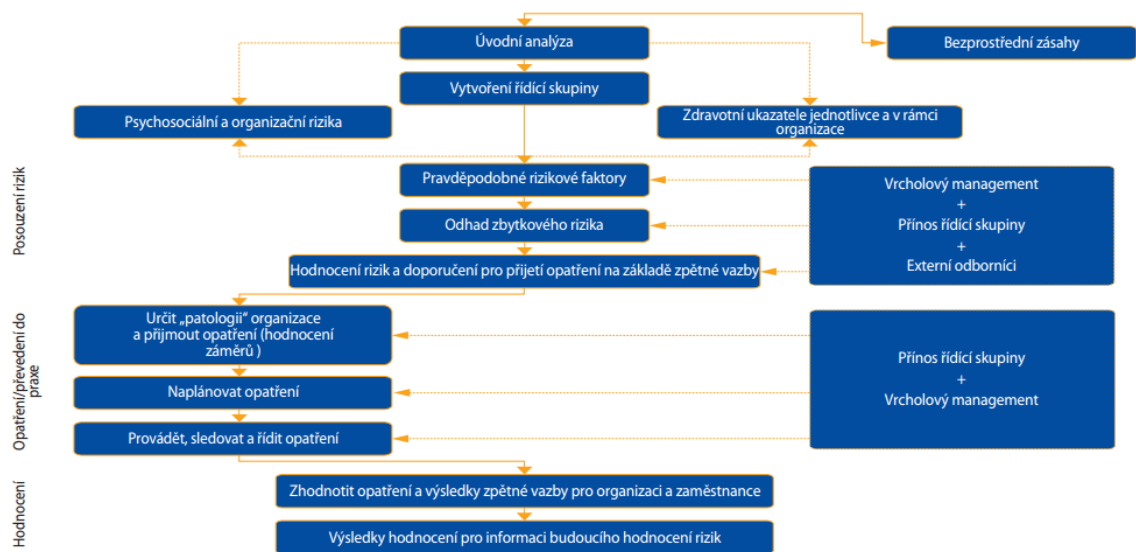 Úvodní analýza
Bezprostřední zásahy
Vytvoření řídící skupiny
Psychosociální a organizační rizika
Zdravotní ukazatele jednotlivce a v rámci
organizace
Posouzení rizik
Pravděpodobné rizikové faktory
Odhad zbytkového rizika
Hodnocení rizik a doporučení pro přijetí opatření na základě zpětné vazby
Vrcholový management
+
Přínos řídící skupiny
+
Externí odborníci
Opatření/převedení do
praxe
Určit „patologii“ organizace
a přijmout opatření (hodnocení
záměrů )
Naplánovat opatření
Provádět, sledovat a řídit opatření
Přínos řídící skupiny
+
Vrcholový management
Hodnocení
Zhodnotit opatření a výsledky zpětné vazby pro organizaci a zaměstnance
Výsledky hodnocení pro informaci budoucího hodnocení rizik